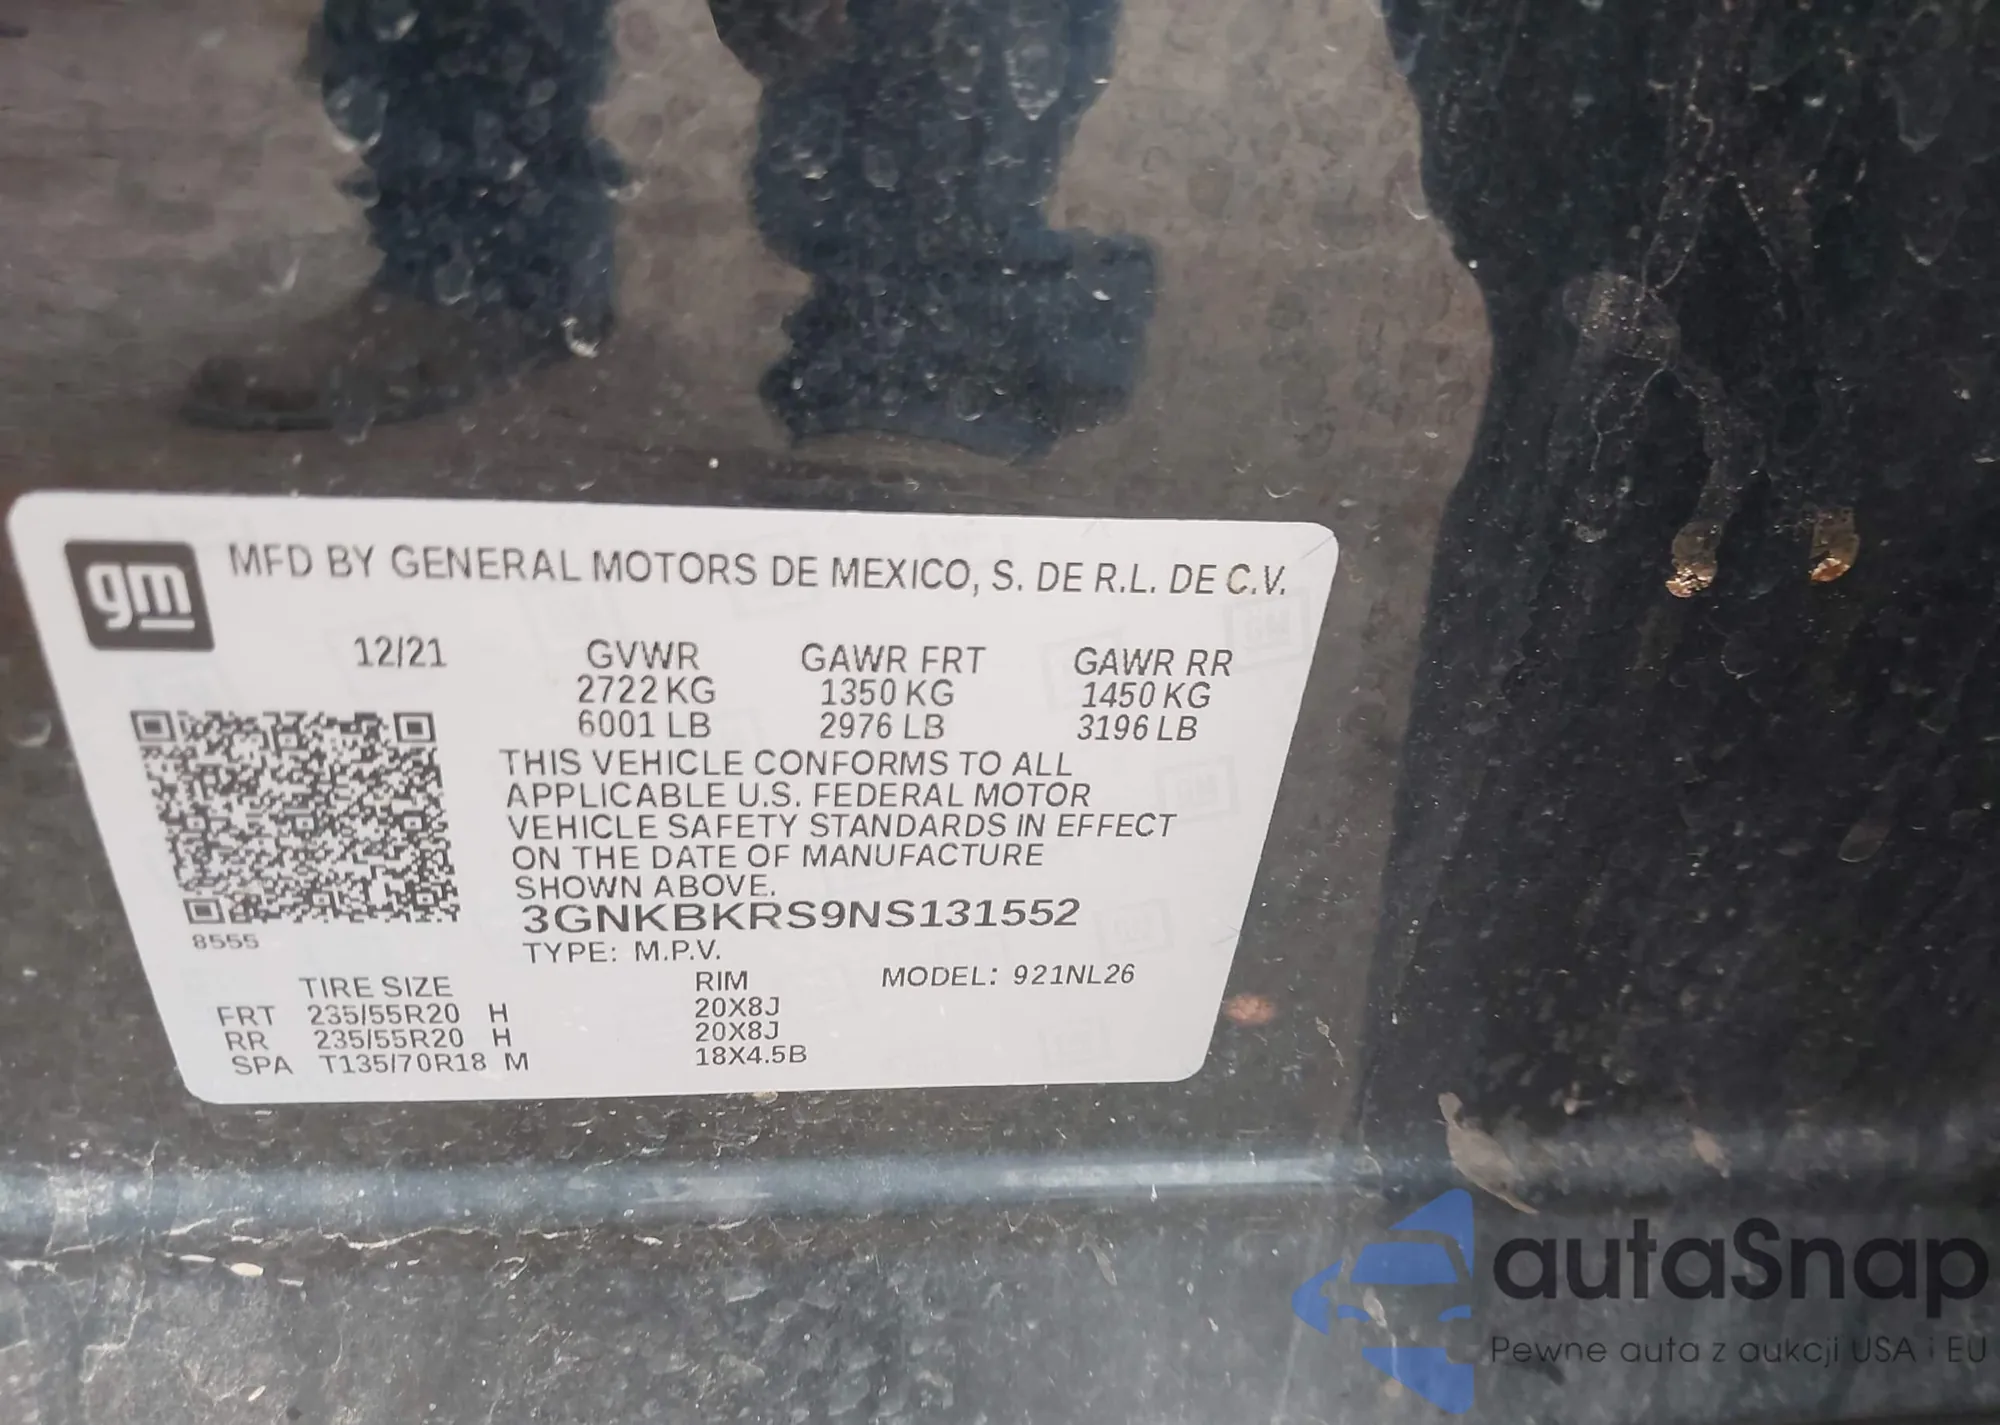 gm
MFD BY GENERAL MOTORS DE MEXICO, S. DE R.L. DE C.V.
12/21 GVWR GAWR FRT GAWR RR
2722 KG 1350 KG 1450 KG
6001 LB 2976 LB 3196 LB
THIS VEHICLE CONFORMS TO ALL
APPLICABLE U.S. FEDERAL MOTOR
VEHICLE SAFETY STANDARDS IN EFFECT
ON THE DATE OF MANUFACTURE
SHOWN ABOVE.
3GNKBKRS9NS131552
8555
TYPE: M.P.V.
TIRE SIZE RIM MODEL: 921NL26
FRT 235/55R20 H 20X8J
RR 235/55R20 H 20X8J
SPA T135/70R18 M 18X4.5B
autaSnap
Pewne auta z aukcji USA i EU